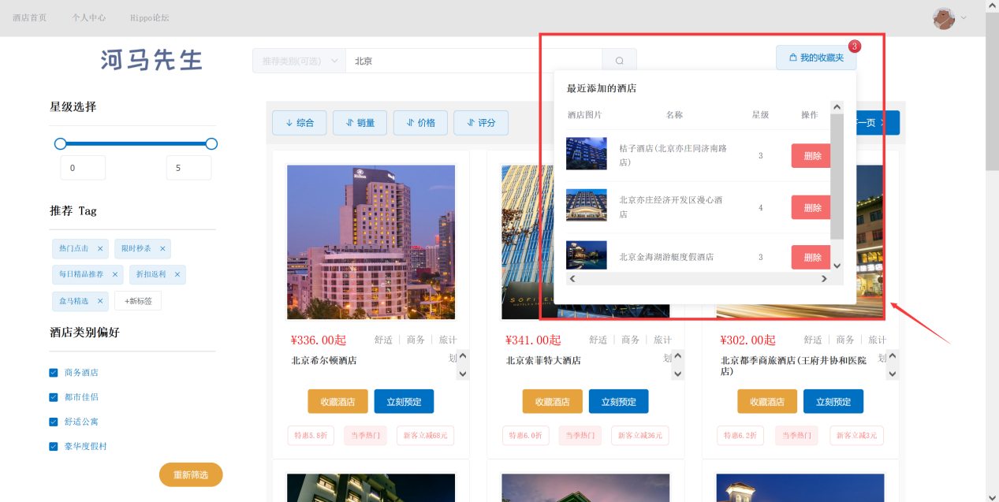 酒店首页 个人中心 Hippo论坛
河马先生
推荐类别(可选) 北京
我的收藏夹 3
星级选择
0 5
推荐 Tag
热门点击 × 限时秒杀 ×
每日精品推荐 × 折扣返利 ×
盒马精选 × +新标签
酒店类别偏好
商务酒店
都市佳侣
舒适公寓
豪华度假村
重新筛选
综合 销量 价格 评分
一页
最近添加的酒店
酒店图片 名称 星级 操作
桔子酒店(北京亦庄同济南路
店) 3 删除
北京亦庄经济开发区漫心酒
店 4 删除
北京金海湖游艇度假酒店 3 删除
Hilton
SOFITEL
¥336.00起 舒适 商务 旅计
划
北京希尔顿酒店
收藏酒店 立刻预定
特惠5.8折 当季热门 新客立减68元
¥341.00起 舒适 商务 旅计
划
北京索菲特大酒店
收藏酒店 立刻预定
特惠6.0折 当季热门 新客立减36元
¥302.00起 舒适 商务 旅计
划
北京都季商旅酒店(王府井协和医院
店)
收藏酒店 立刻预定
特惠6.2折 当季热门 新客立减3元